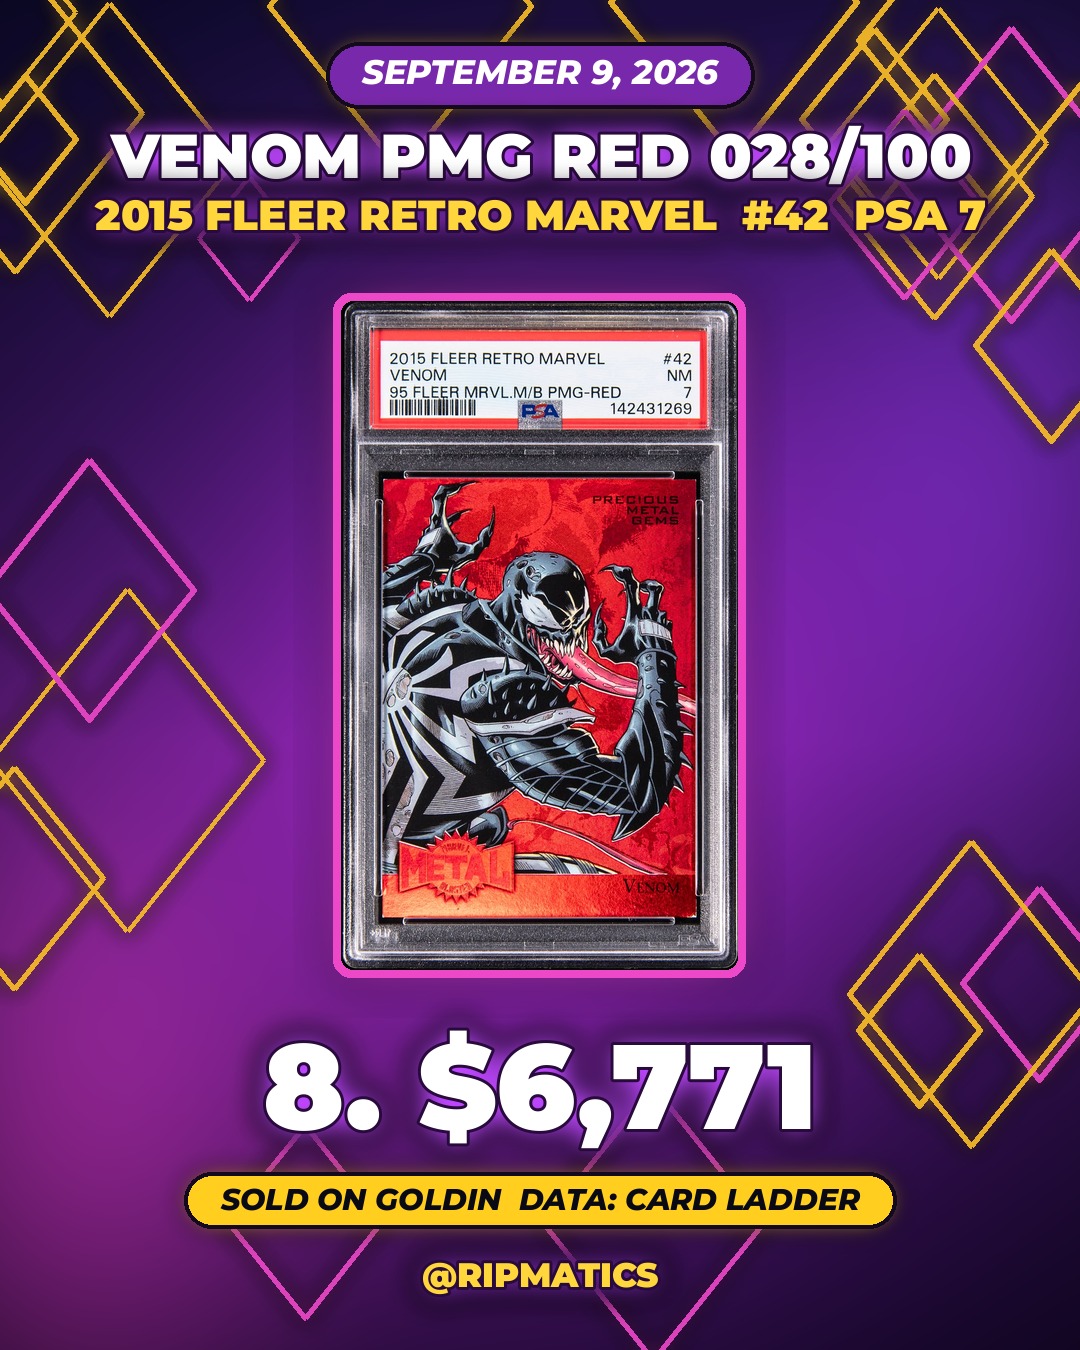 SEPTEMBER 9, 2026
VENOM PMG RED 028/100
2015 FLEER RETRO MARVEL #42 PSA 7
2015 FLEER RETRO MARVEL #42
VENOM NM
95 FLEER MRVL.M/B PMG-RED 7
PSA 142431269
PRECIOUS
METAL
GEMS
METAL
VENOM
8. $6,771
SOLD ON GOLDIN DATA: CARD LADDER
@RIPMATICS